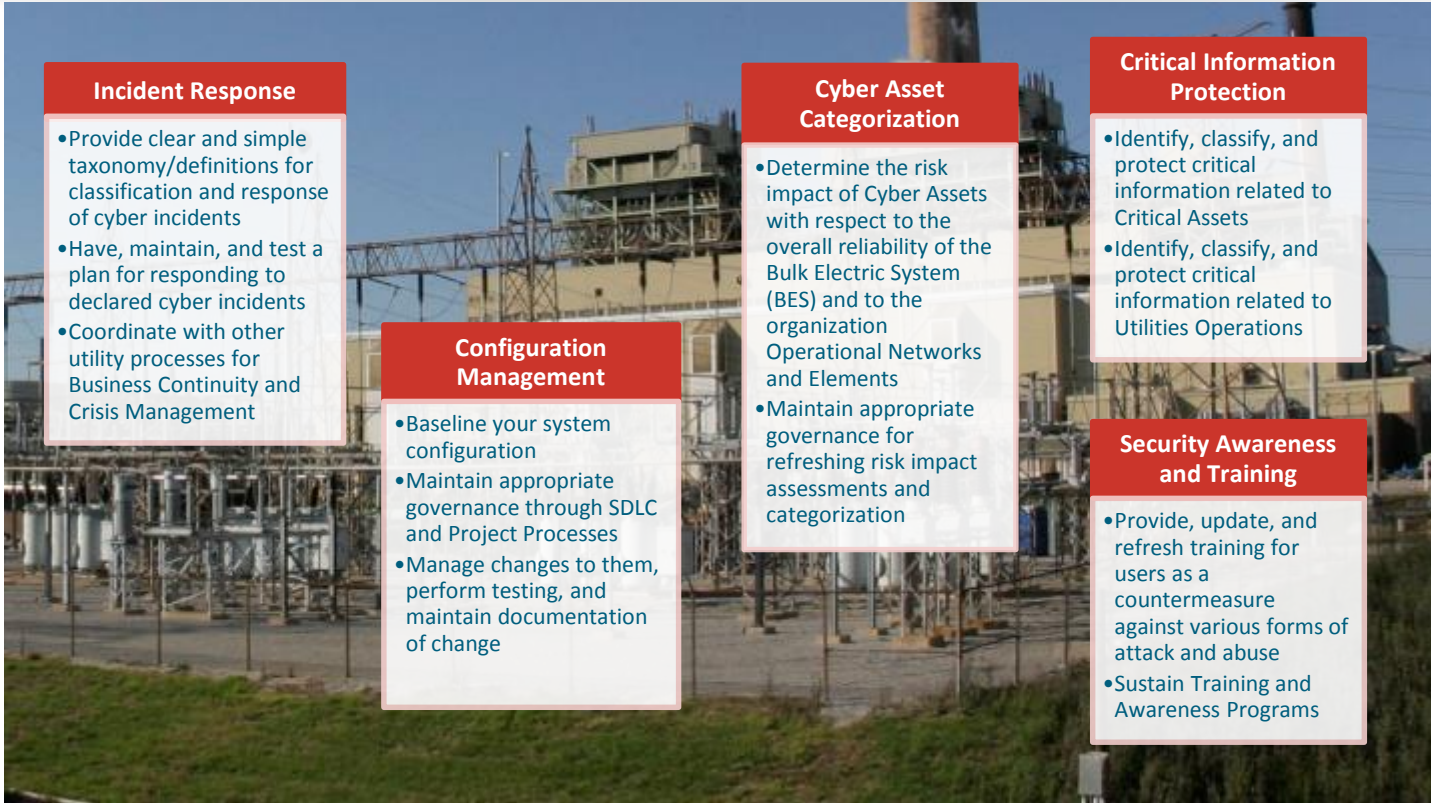 Incident Response
•Provide clear and simple
taxonomy/definitions for
classification and response
of cyber incidents
•Have, maintain, and test a
plan for responding to
declared cyber incidents
•Coordinate with other
utility processes for
Business Continuity and
Crisis Management
Configuration
Management
•Baseline your system
configuration
•Maintain appropriate
governance through SDLC
and Project Processes
•Manage changes to them,
perform testing, and
maintain documentation
of change
Cyber Asset
Categorization
•Determine the risk
impact of Cyber Assets
with respect to the
overall reliability of the
Bulk Electric System
(BES) and to the
organization
Operational Networks
and Elements
•Maintain appropriate
governance for
refreshing risk impact
assessments and
categorization
Critical Information
Protection
•Identify, classify, and
protect critical
information related to
Critical Assets
•Identify, classify, and
protect critical
information related to
Utilities Operations
Security Awareness
and Training
•Provide, update, and
refresh training for
users as a
countermeasure
against various forms of
attack and abuse
•Sustain Training and
Awareness Programs